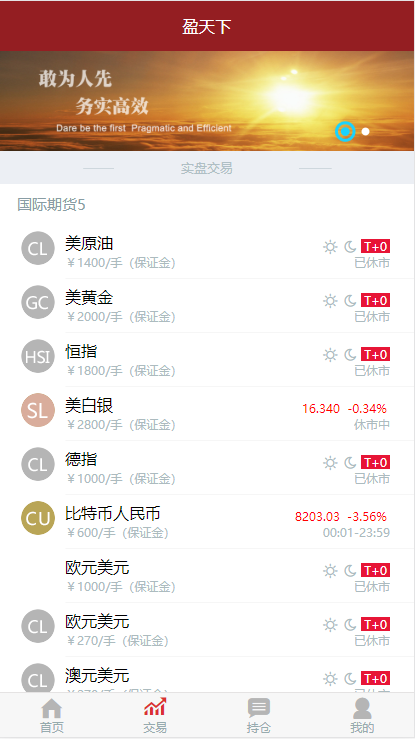 盈天下
敢为人先
务实高效
Dare be the first Pragmatic and Efficient
实盘交易
国际期货5
CL 美原油 T+0
￥1400/手（保证金） 已休市
GC 美黄金 T+0
￥2000/手（保证金） 已休市
HSI 恒指 T+0
￥1800/手（保证金） 已休市
SL 美白银 16.340 -0.34%
￥2800/手（保证金） 休市中
CL 德指 T+0
￥1000/手（保证金） 已休市
CU 比特币人民币 8203.03 -3.56%
￥600/手（保证金） 00:01-23:59
欧元美元 T+0
￥1000/手（保证金） 已休市
CL 欧元美元 T+0
￥270/手（保证金） 已休市
CL 澳元美元 T+0
首页 交易 持仓 我的